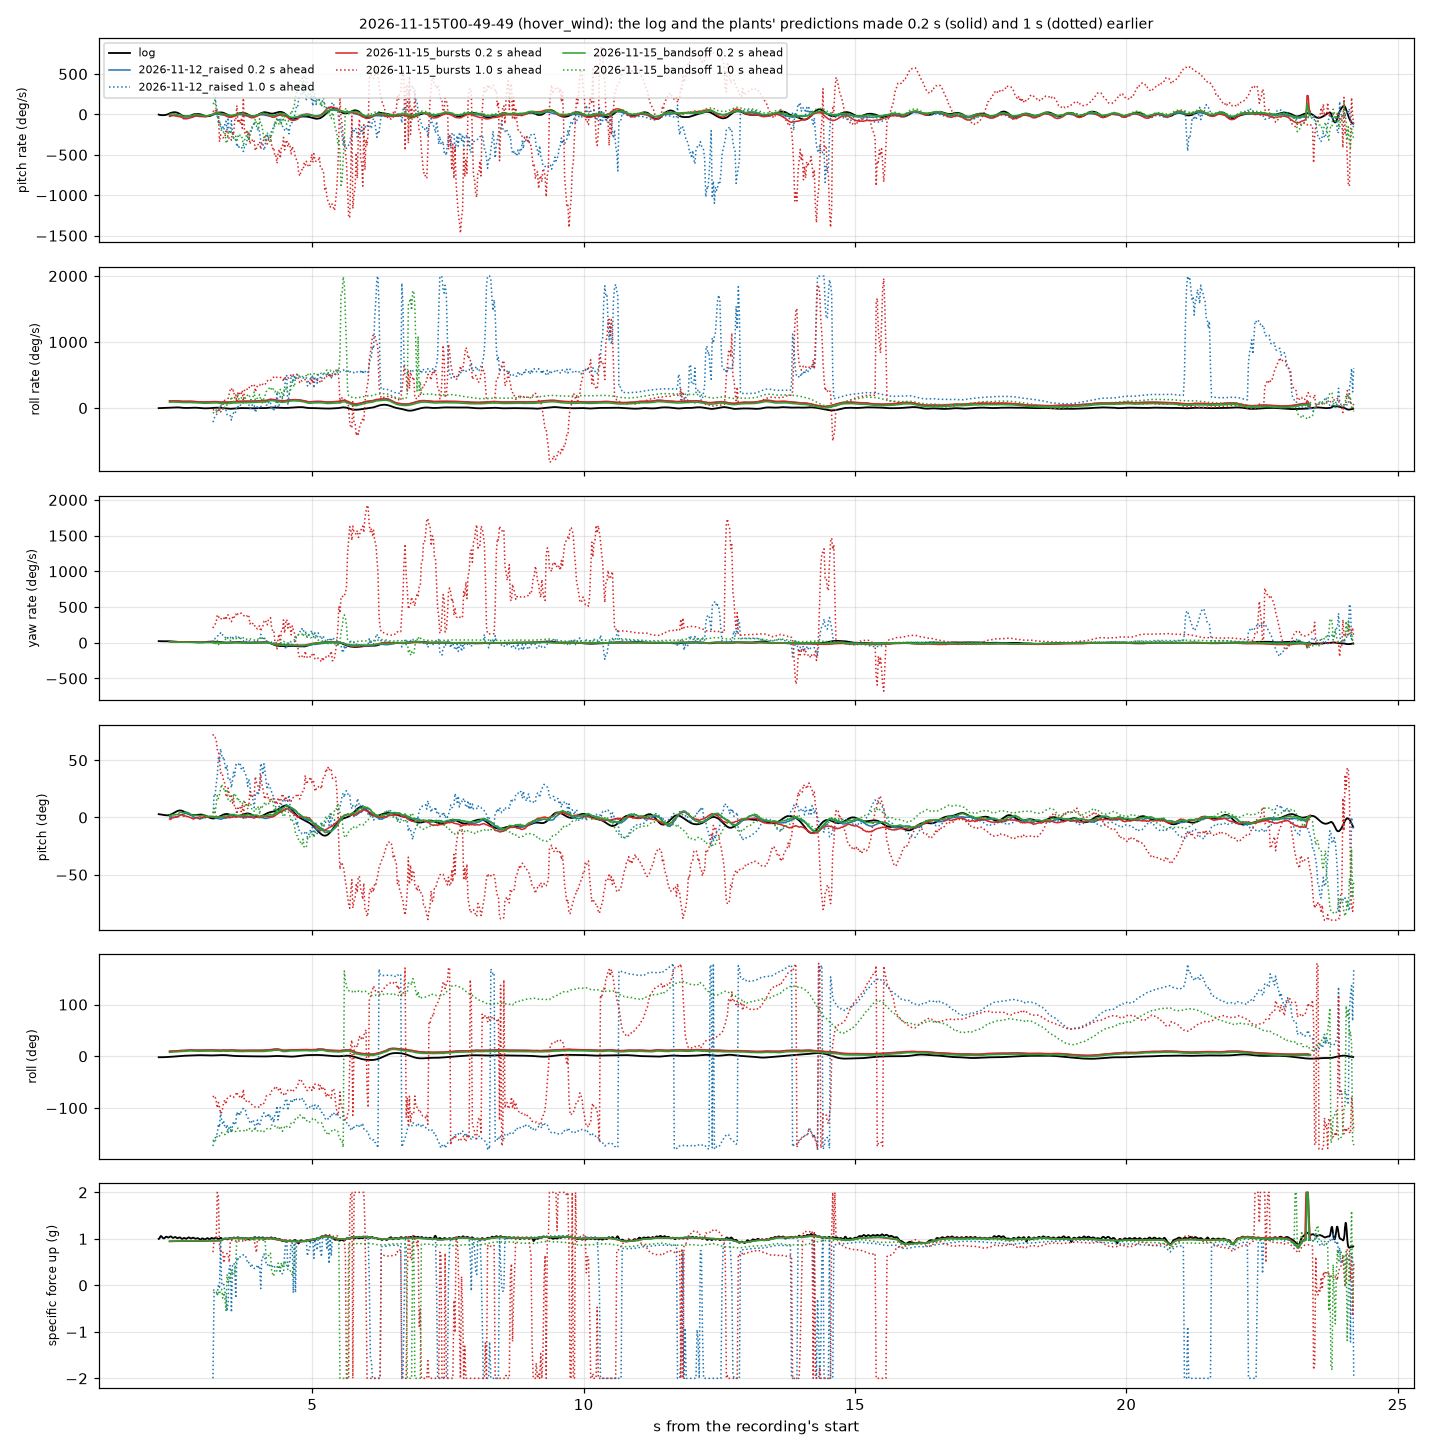 2026-11-15T00-49-49 (hover_wind): the log and the plants' predictions made 0.2 s (solid) and 1 s (dotted) earlier
log
2026-11-12_raised 0.2 s ahead
2026-11-12_raised 1.0 s ahead
2026-11-15_bursts 0.2 s ahead
2026-11-15_bursts 1.0 s ahead
2026-11-15_bandsoff 0.2 s ahead
2026-11-15_bandsoff 1.0 s ahead
pitch rate (deg/s)
500
0
−500
−1000
−1500
roll rate (deg/s)
2000
1000
0
yaw rate (deg/s)
2000
1500
1000
500
0
−500
pitch (deg)
50
0
−50
roll (deg)
100
0
−100
specific force up (g)
2
1
0
−1
−2
5
10
15
20
25
s from the recording's start